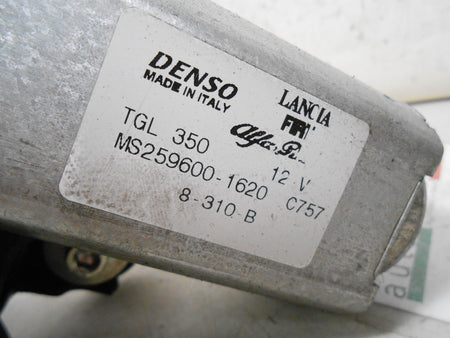 DENSO
MADE IN ITALY
LANCIA
FIAT
TGL 350
MS259600-1620
12 V
8-310-B
C757